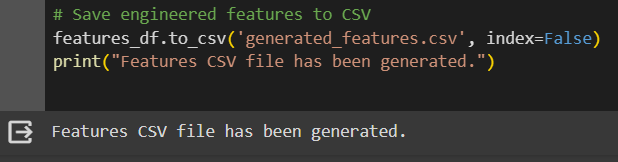 # Save engineered features to CSV
features_df.to_csv('generated_features.csv', index=False)
print("Features CSV file has been generated.")
Features CSV file has been generated.